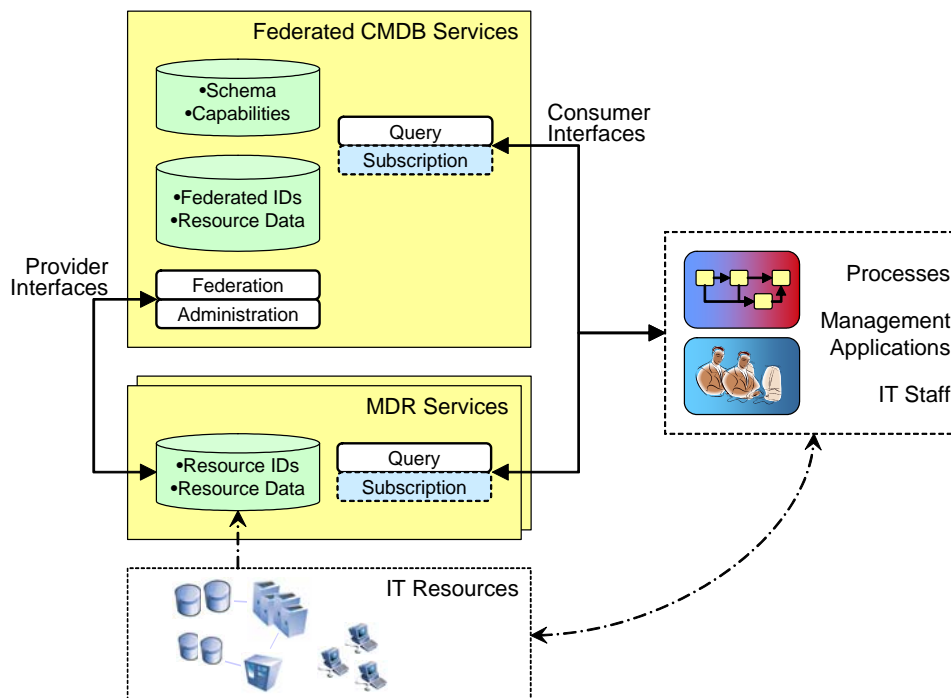 Federated CMDB Services
•Schema
•Capabilities
Consumer
Interfaces
Query
Subscription
•Federated IDs
•Resource Data
Provider
Interfaces
Federation
Administration
Processes
Management
Applications
IT Staff
MDR Services
•Resource IDs
•Resource Data
Query
Subscription
IT Resources